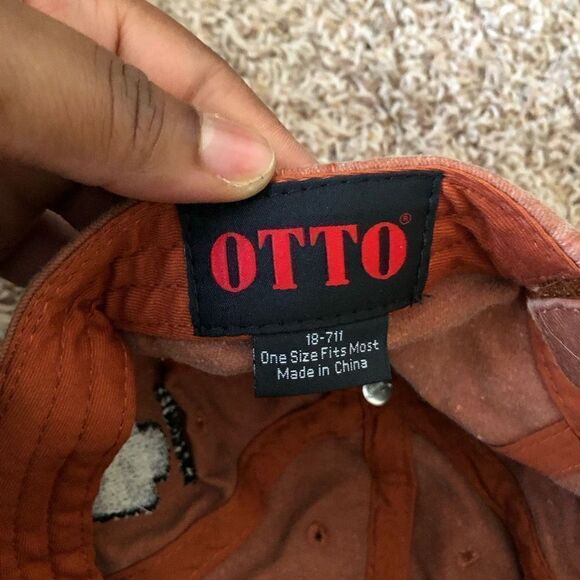 OTTO®
18-711
One Size Fits Most
Made in China